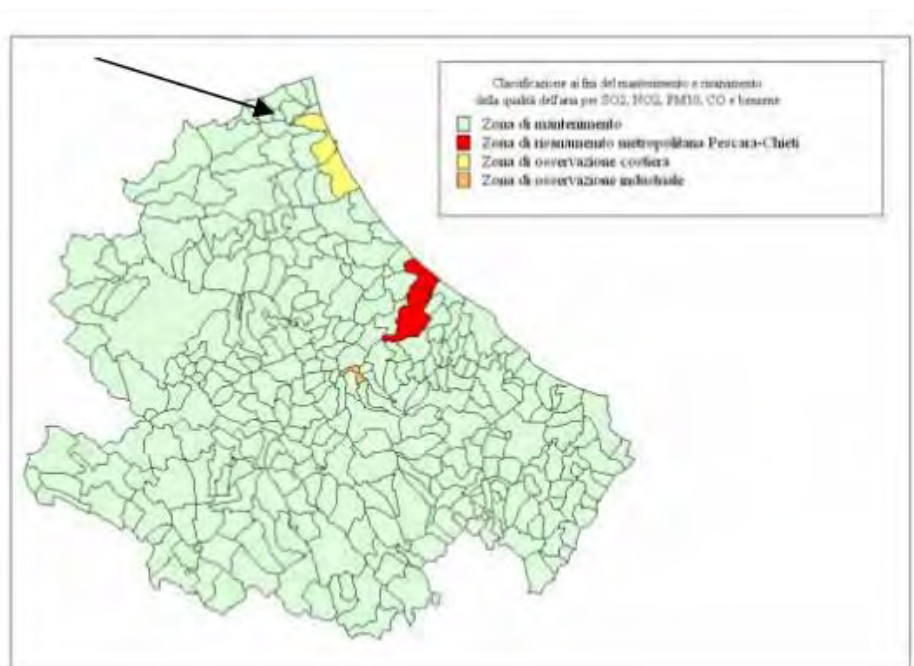 Classificazione ai fini del mantenimento e risanamento
della qualità dell'aria per SO2, NO2, PM10, CO e benzene
Zona di mantenimento
Zona di risanamento metropolitana Pescara-Chieti
Zona di osservazione costiera
Zona di osservazione industriale